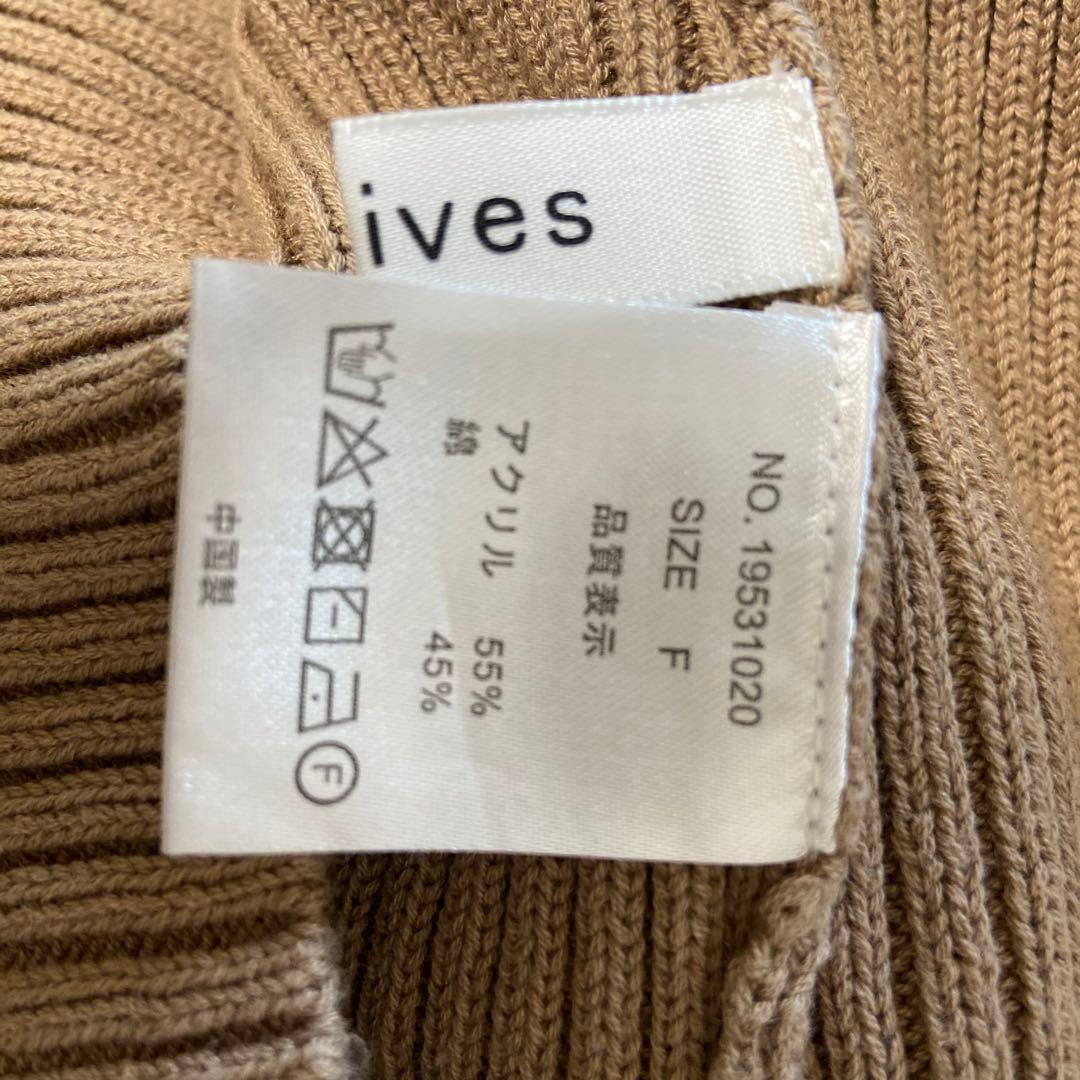 ives
NO. 19531020
SIZE F
品質表示
アクリル 55%
綿 45%
F
中国製